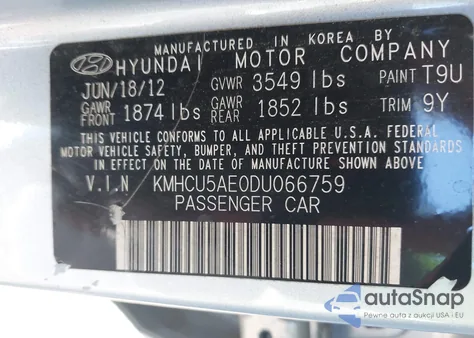 MANUFACTURED IN KOREA BY
HYUNDAI MOTOR COMPANY
JUN/18/12 GVWR 3549 lbs PAINT T9U
GAWR FRONT 1874 lbs GAWR REAR 1852 lbs TRIM 9Y
THIS VEHICLE CONFORMS TO ALL APPLICABLE FEDERAL
MOTOR VEHICLE SAFETY, BUMPER, AND THEFT PREVENTION STANDARDS
IN EFFECT ON THE DATE OF MANUFACTURE SHOWN ABOVE.
V.I.N KMHCU5AE0DU066759
PASSENGER CAR
autoSnap
Pewne auta z aukcji USA i EU